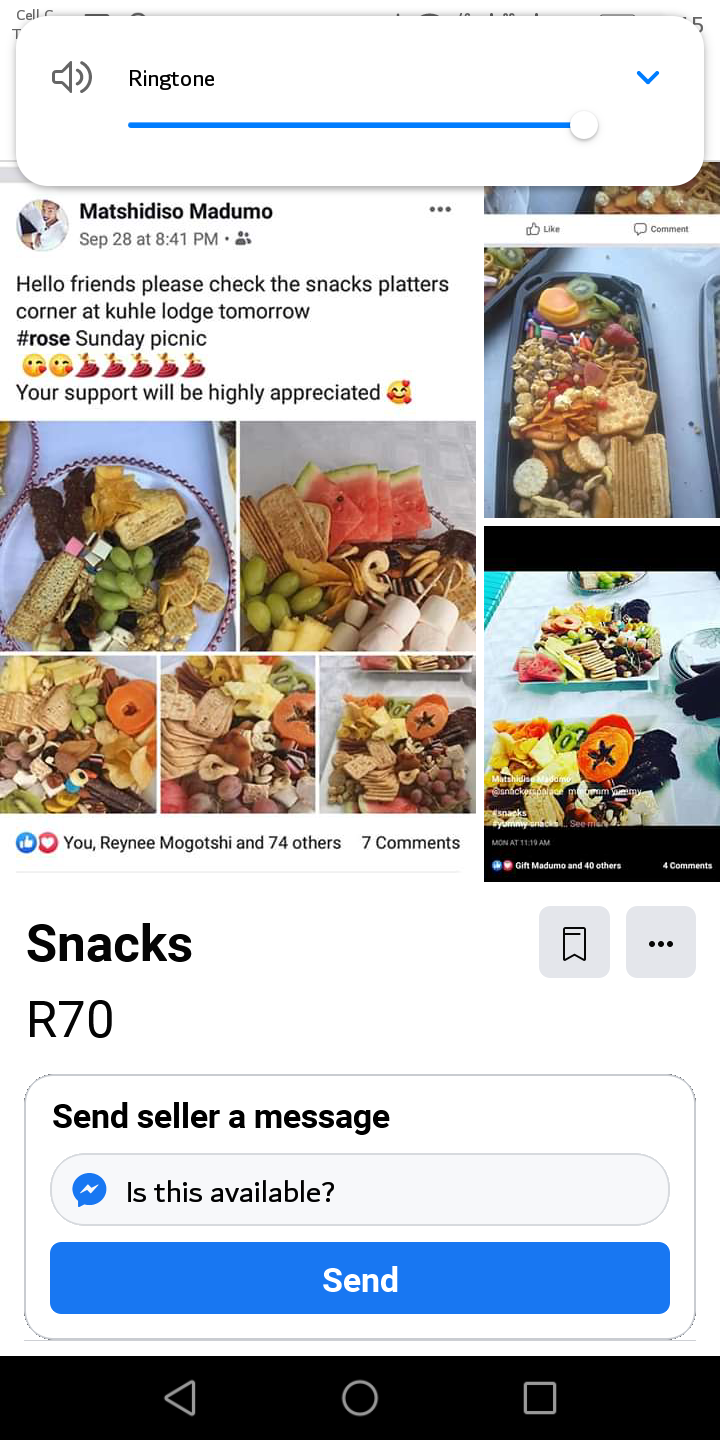 Cell C
Ringtone
Matshidiso Madumo
Sep 28 at 8:41 PM •
Hello friends please check the snacks platters
corner at kuhle lodge tomorrow
#rose Sunday picnic
😘😘💃💃💃💃💃
Your support will be highly appreciated 🥰
You, Reynee Mogotshi and 74 others 7 Comments
Like Comment
Matshidiso Madumo
@snackerspalace mmmmmm yummy
#snacks
#yummy snacks ... See more
MON AT 11:19 AM
Gift Madumo and 40 others 4 Comments
Snacks
R70
Send seller a message
Is this available?
Send